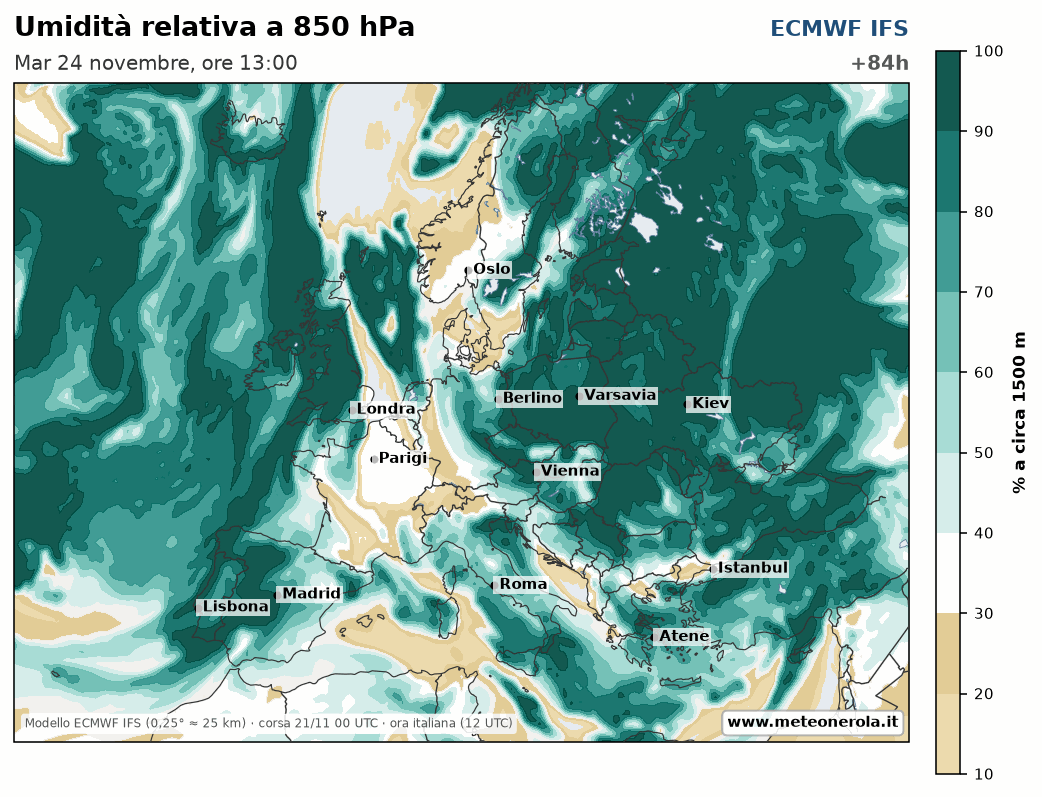 Umidità relativa a 850 hPa
ECMWF IFS
Mar 24 novembre, ore 13:00
+84h
100
90
80
70
60
50
40
30
20
10
% a circa 1500 m
Oslo
Berlino
Varsavia
Kiev
Londra
Parigi
Vienna
Istanbul
Roma
Madrid
Lisbona
Atene
Modello ECMWF IFS (0,25° ≈ 25 km) · corsa 21/11 00 UTC · ora italiana (12 UTC)
www.meteonerola.it